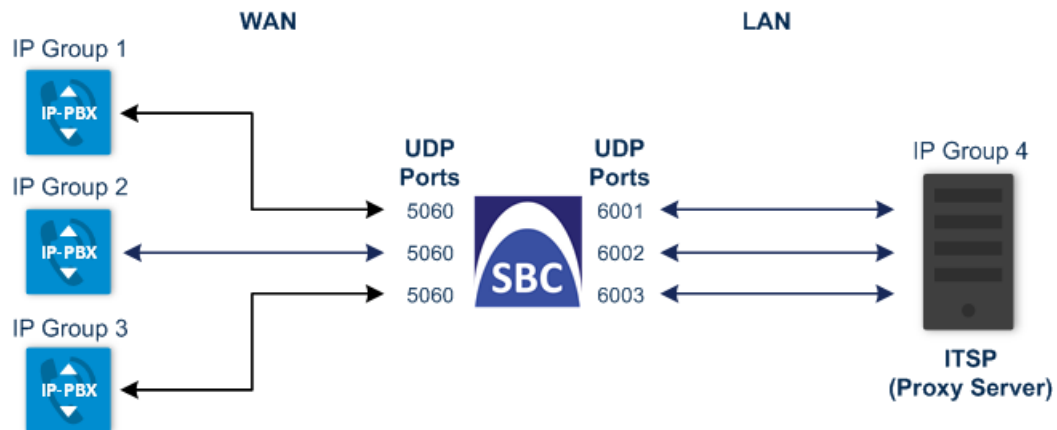 WAN
LAN
IP Group 1
IP-PBX
IP Group 2
IP-PBX
IP Group 3
IP-PBX
UDP
Ports
5060
5060
5060
SBC
UDP
Ports
6001
6002
6003
IP Group 4
ITSP
(Proxy Server)